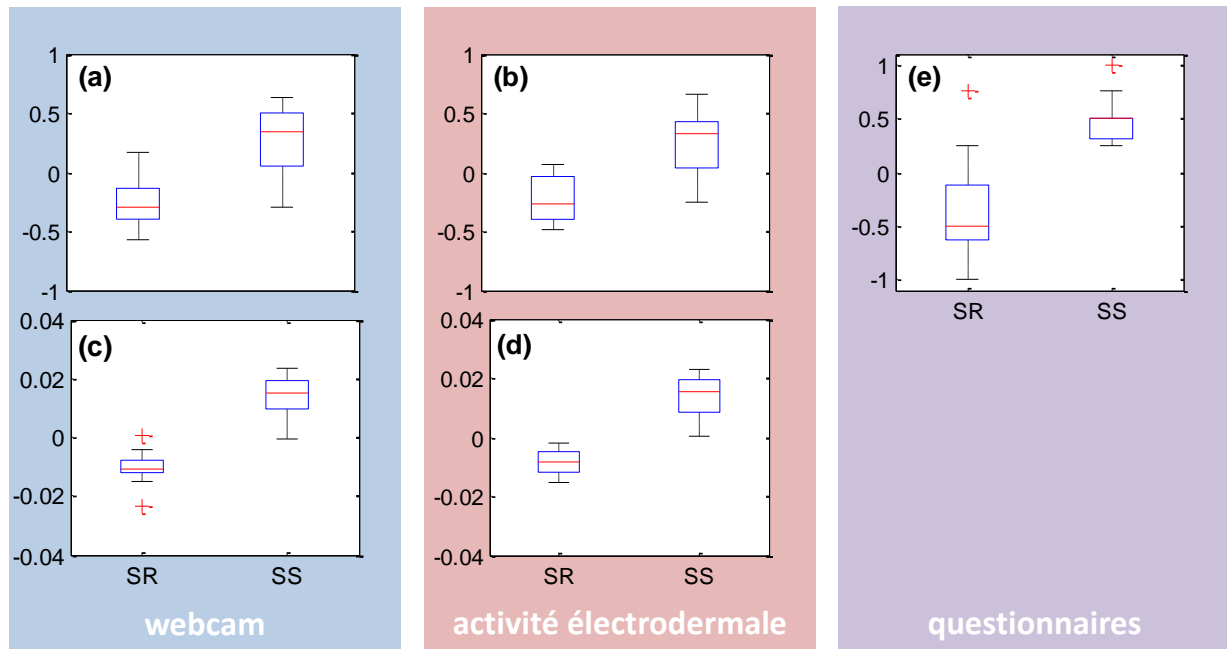 (a)
1
0.5
0
-0.5
-1
(b)
1
0.5
0
-0.5
-1
(e)
1
0.5
0
-0.5
-1
SR SS
(c)
0.04
0.02
0
-0.02
-0.04
SR SS
webcam
(d)
0.04
0.02
0
-0.02
-0.04
SR SS
activité électrodermale
questionnaires